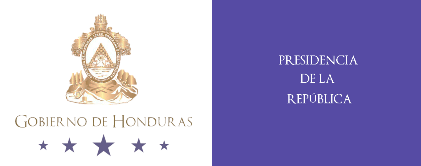 GOBIERNO DE HONDURAS
PRESIDENCIA
DE LA
REPÚBLICA